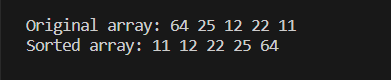 Original array: 64 25 12 22 11
Sorted array: 11 12 22 25 64